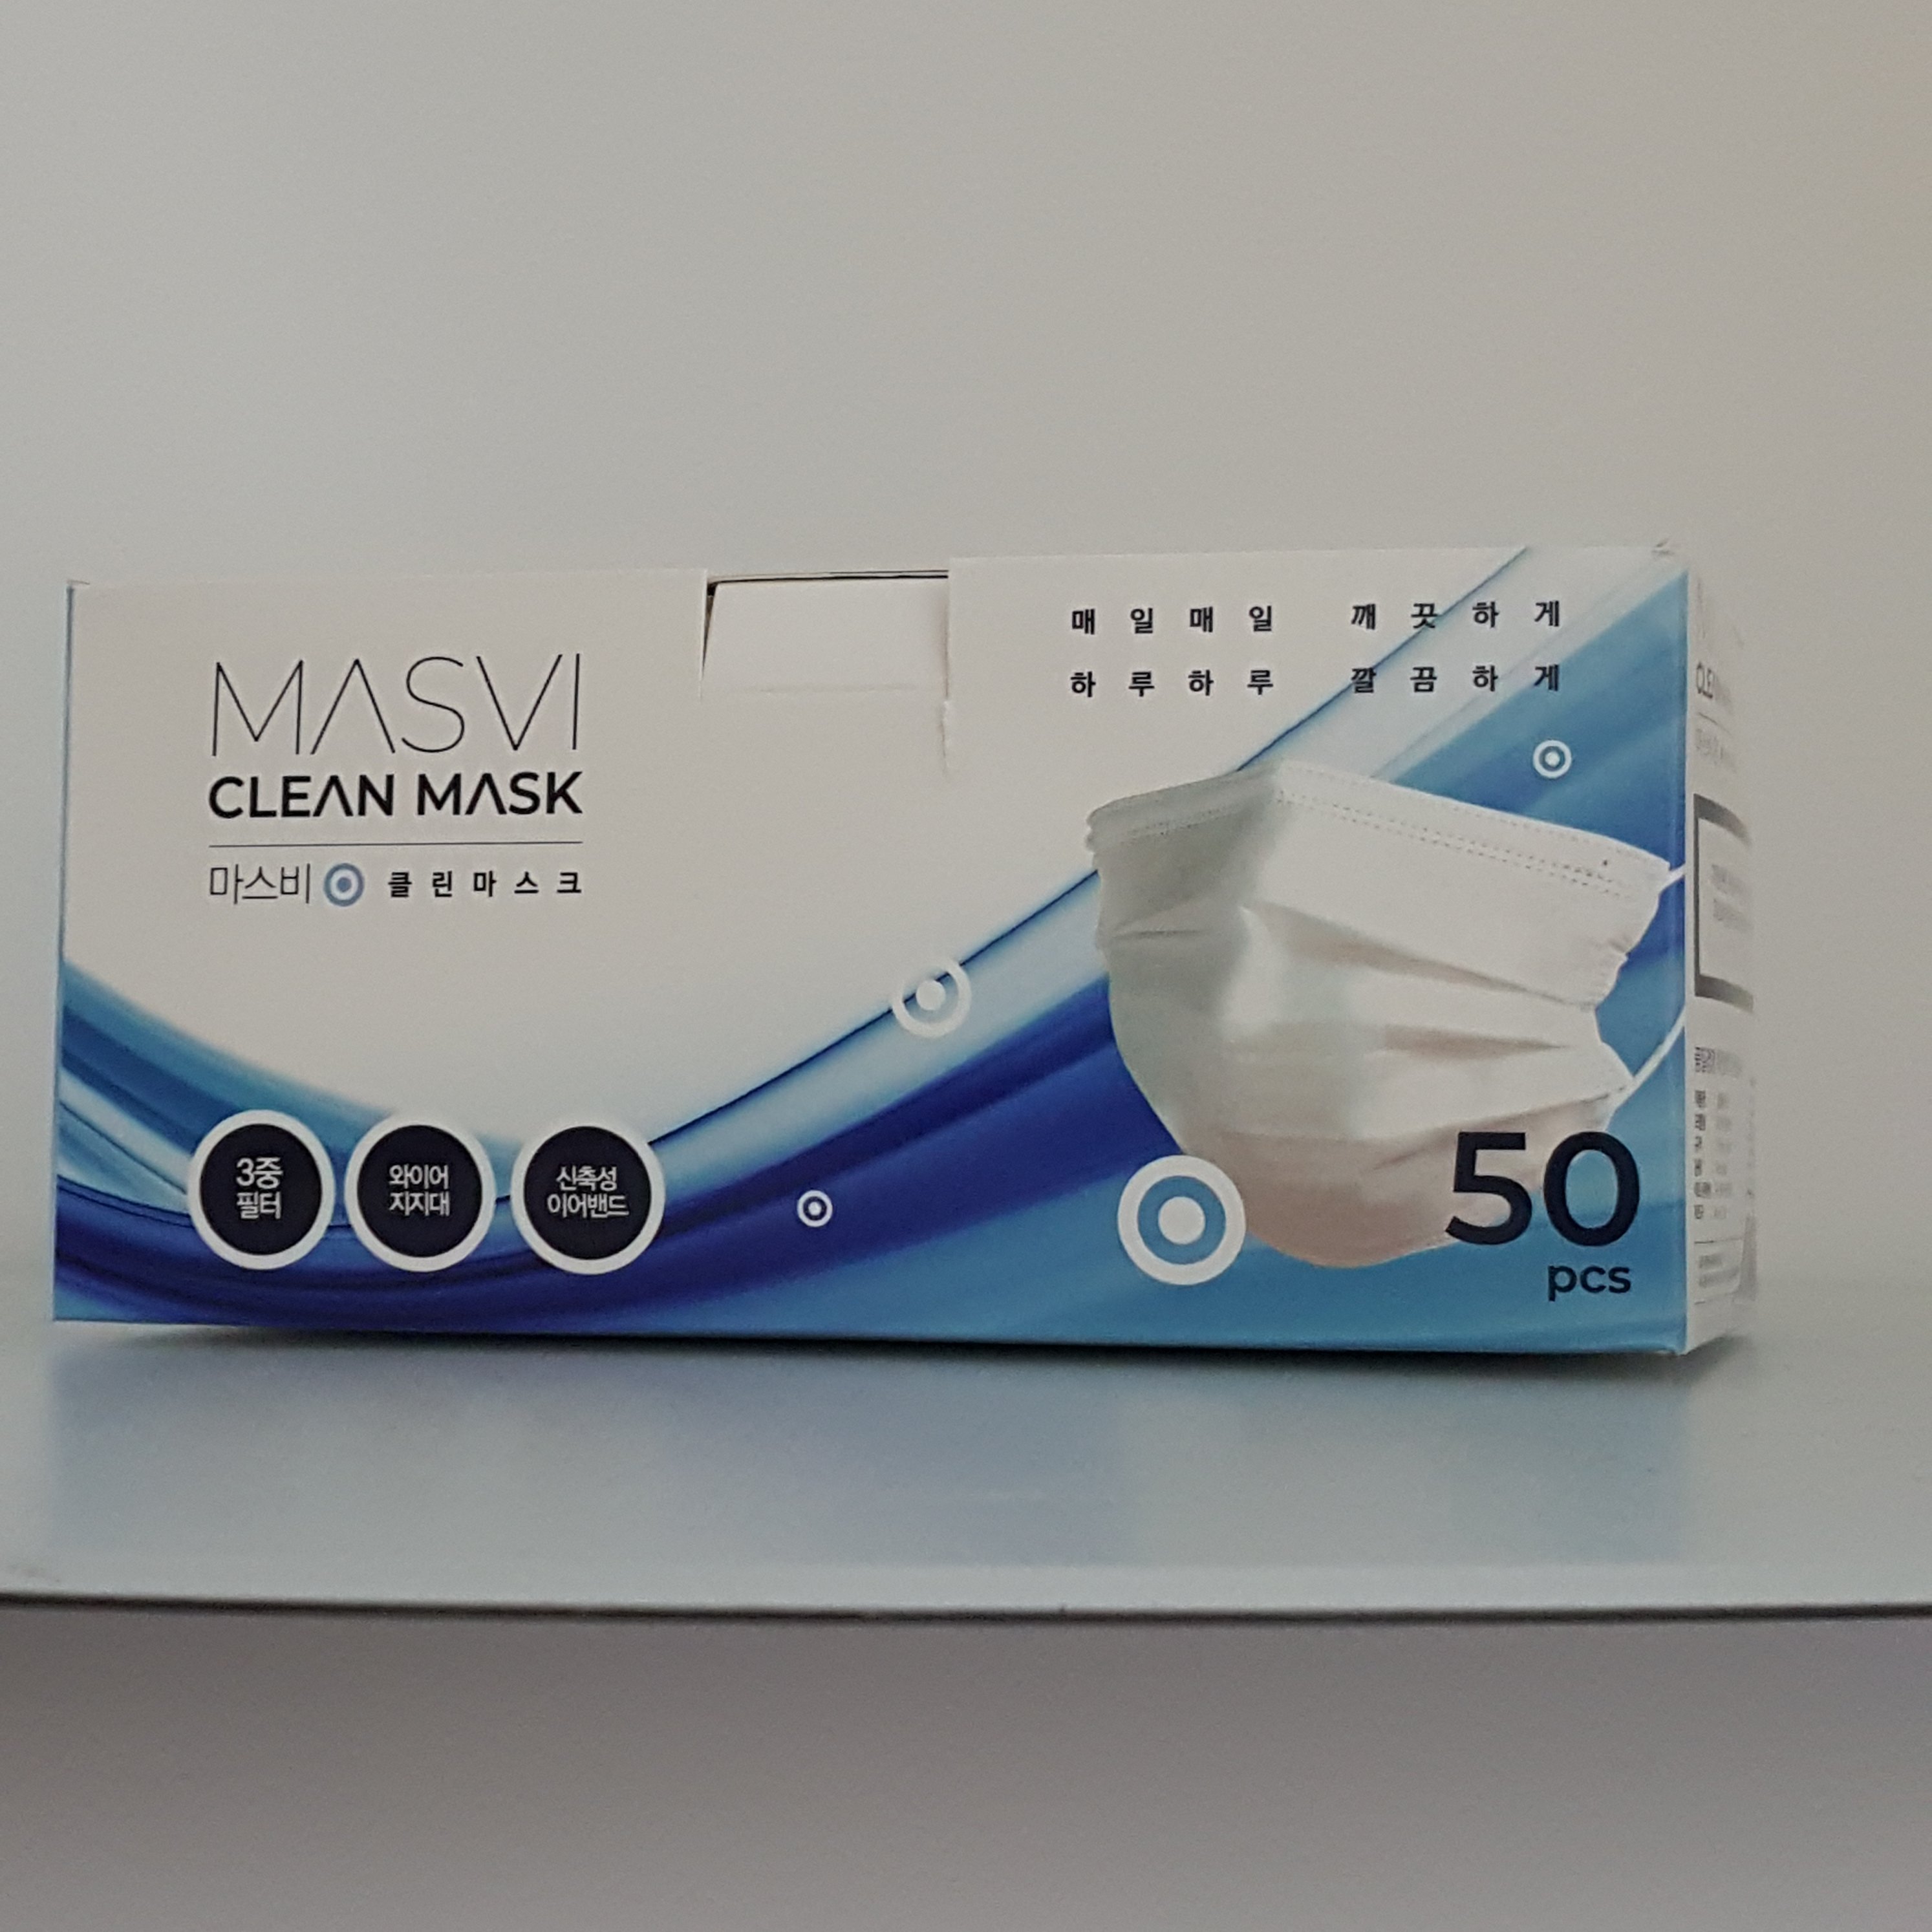 MASVI
CLEAN MASK
마스비 클린마스크
매일매일 깨끗하게
하루하루 깔끔하게
3중
필터
와이어
지지대
신축성
이어밴드
50
pcs